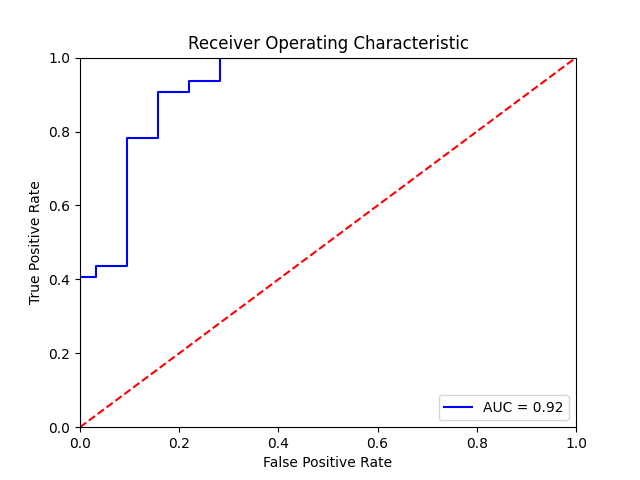 Receiver Operating Characteristic
True Positive Rate
1.0
0.8
0.6
0.4
0.2
0.0
AUC = 0.92
0.0 0.2 0.4 0.6 0.8 1.0
False Positive Rate